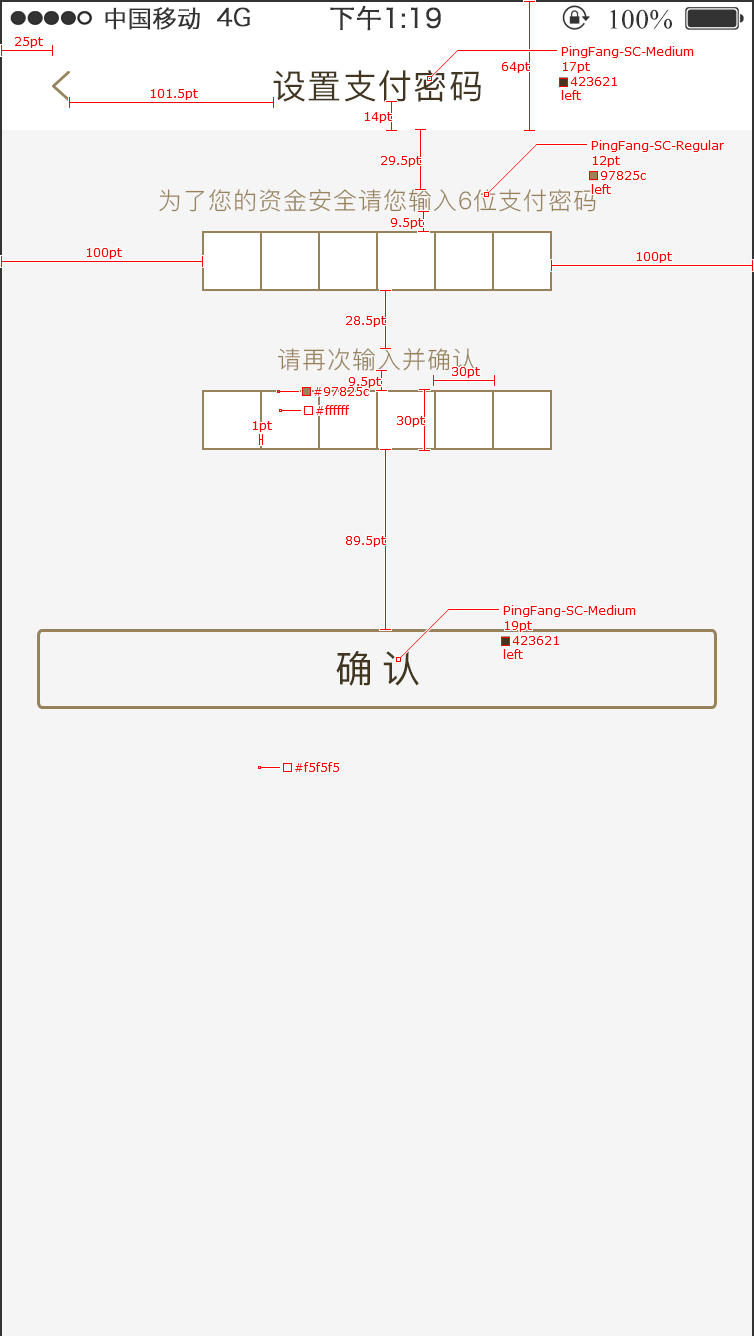 中国移动 4G 下午1:19 100%
25pt
64pt
PingFang-SC-Medium
17pt
423621
left
设置支付密码
101.5pt
14pt
29.5pt
PingFang-SC-Regular
12pt
97825c
left
为了您的资金安全请您输入6位支付密码
9.5pt
100pt
100pt
28.5pt
请再次输入并确认
30pt
9.5pt
#97825c
#ffffff
30pt
1pt
89.5pt
PingFang-SC-Medium
19pt
423621
left
确认
#f5f5f5